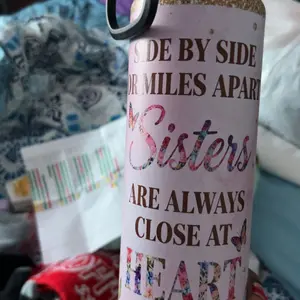 SIDE BY SIDE
OR MILES APART
Sisters
ARE ALWAYS
CLOSE AT
HEART